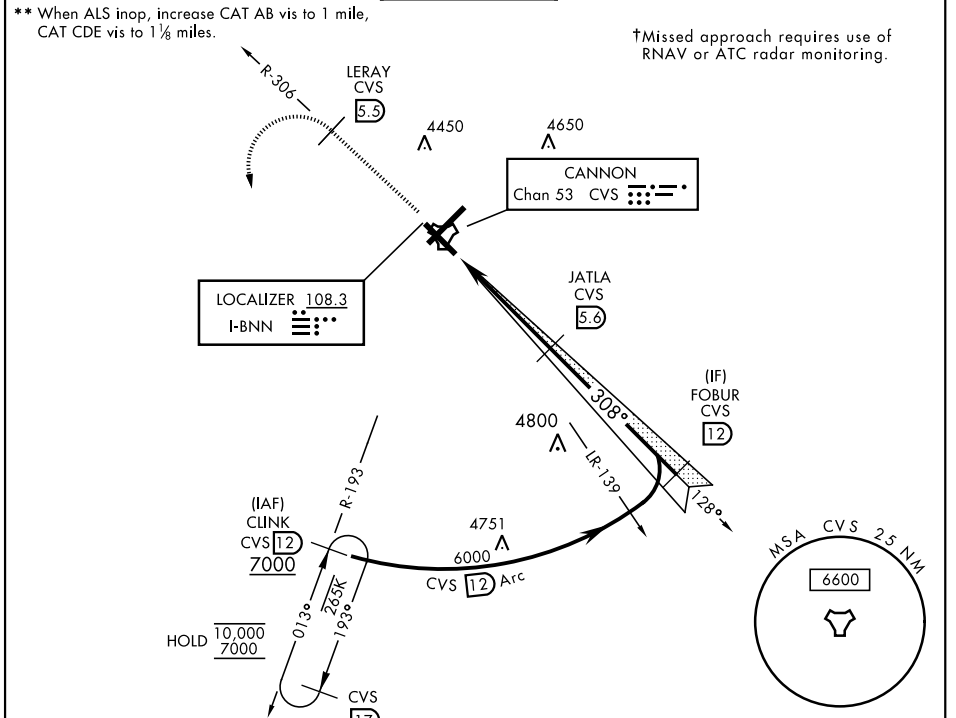 ** When ALS inop, increase CAT AB vis to 1 mile,
CAT CDE vis to 1⅛ miles.
†Missed approach requires use of
RNAV or ATC radar monitoring.
R-306
LERAY
CVS
5.5
4450
4650
CANNON
Chan 53 CVS
LOCALIZER 108.3
I-BNN
JATLA
CVS
5.6
(IF)
FOBUR
CVS
12
308°
4800
LR-139
128°
R-193
(IAF)
CLINK
CVS 12
7000
4751
6000
CVS 12 Arc
265K
013°
193°
HOLD 10,000
7000
CVS
17
MSA CVS 25 NM
6600